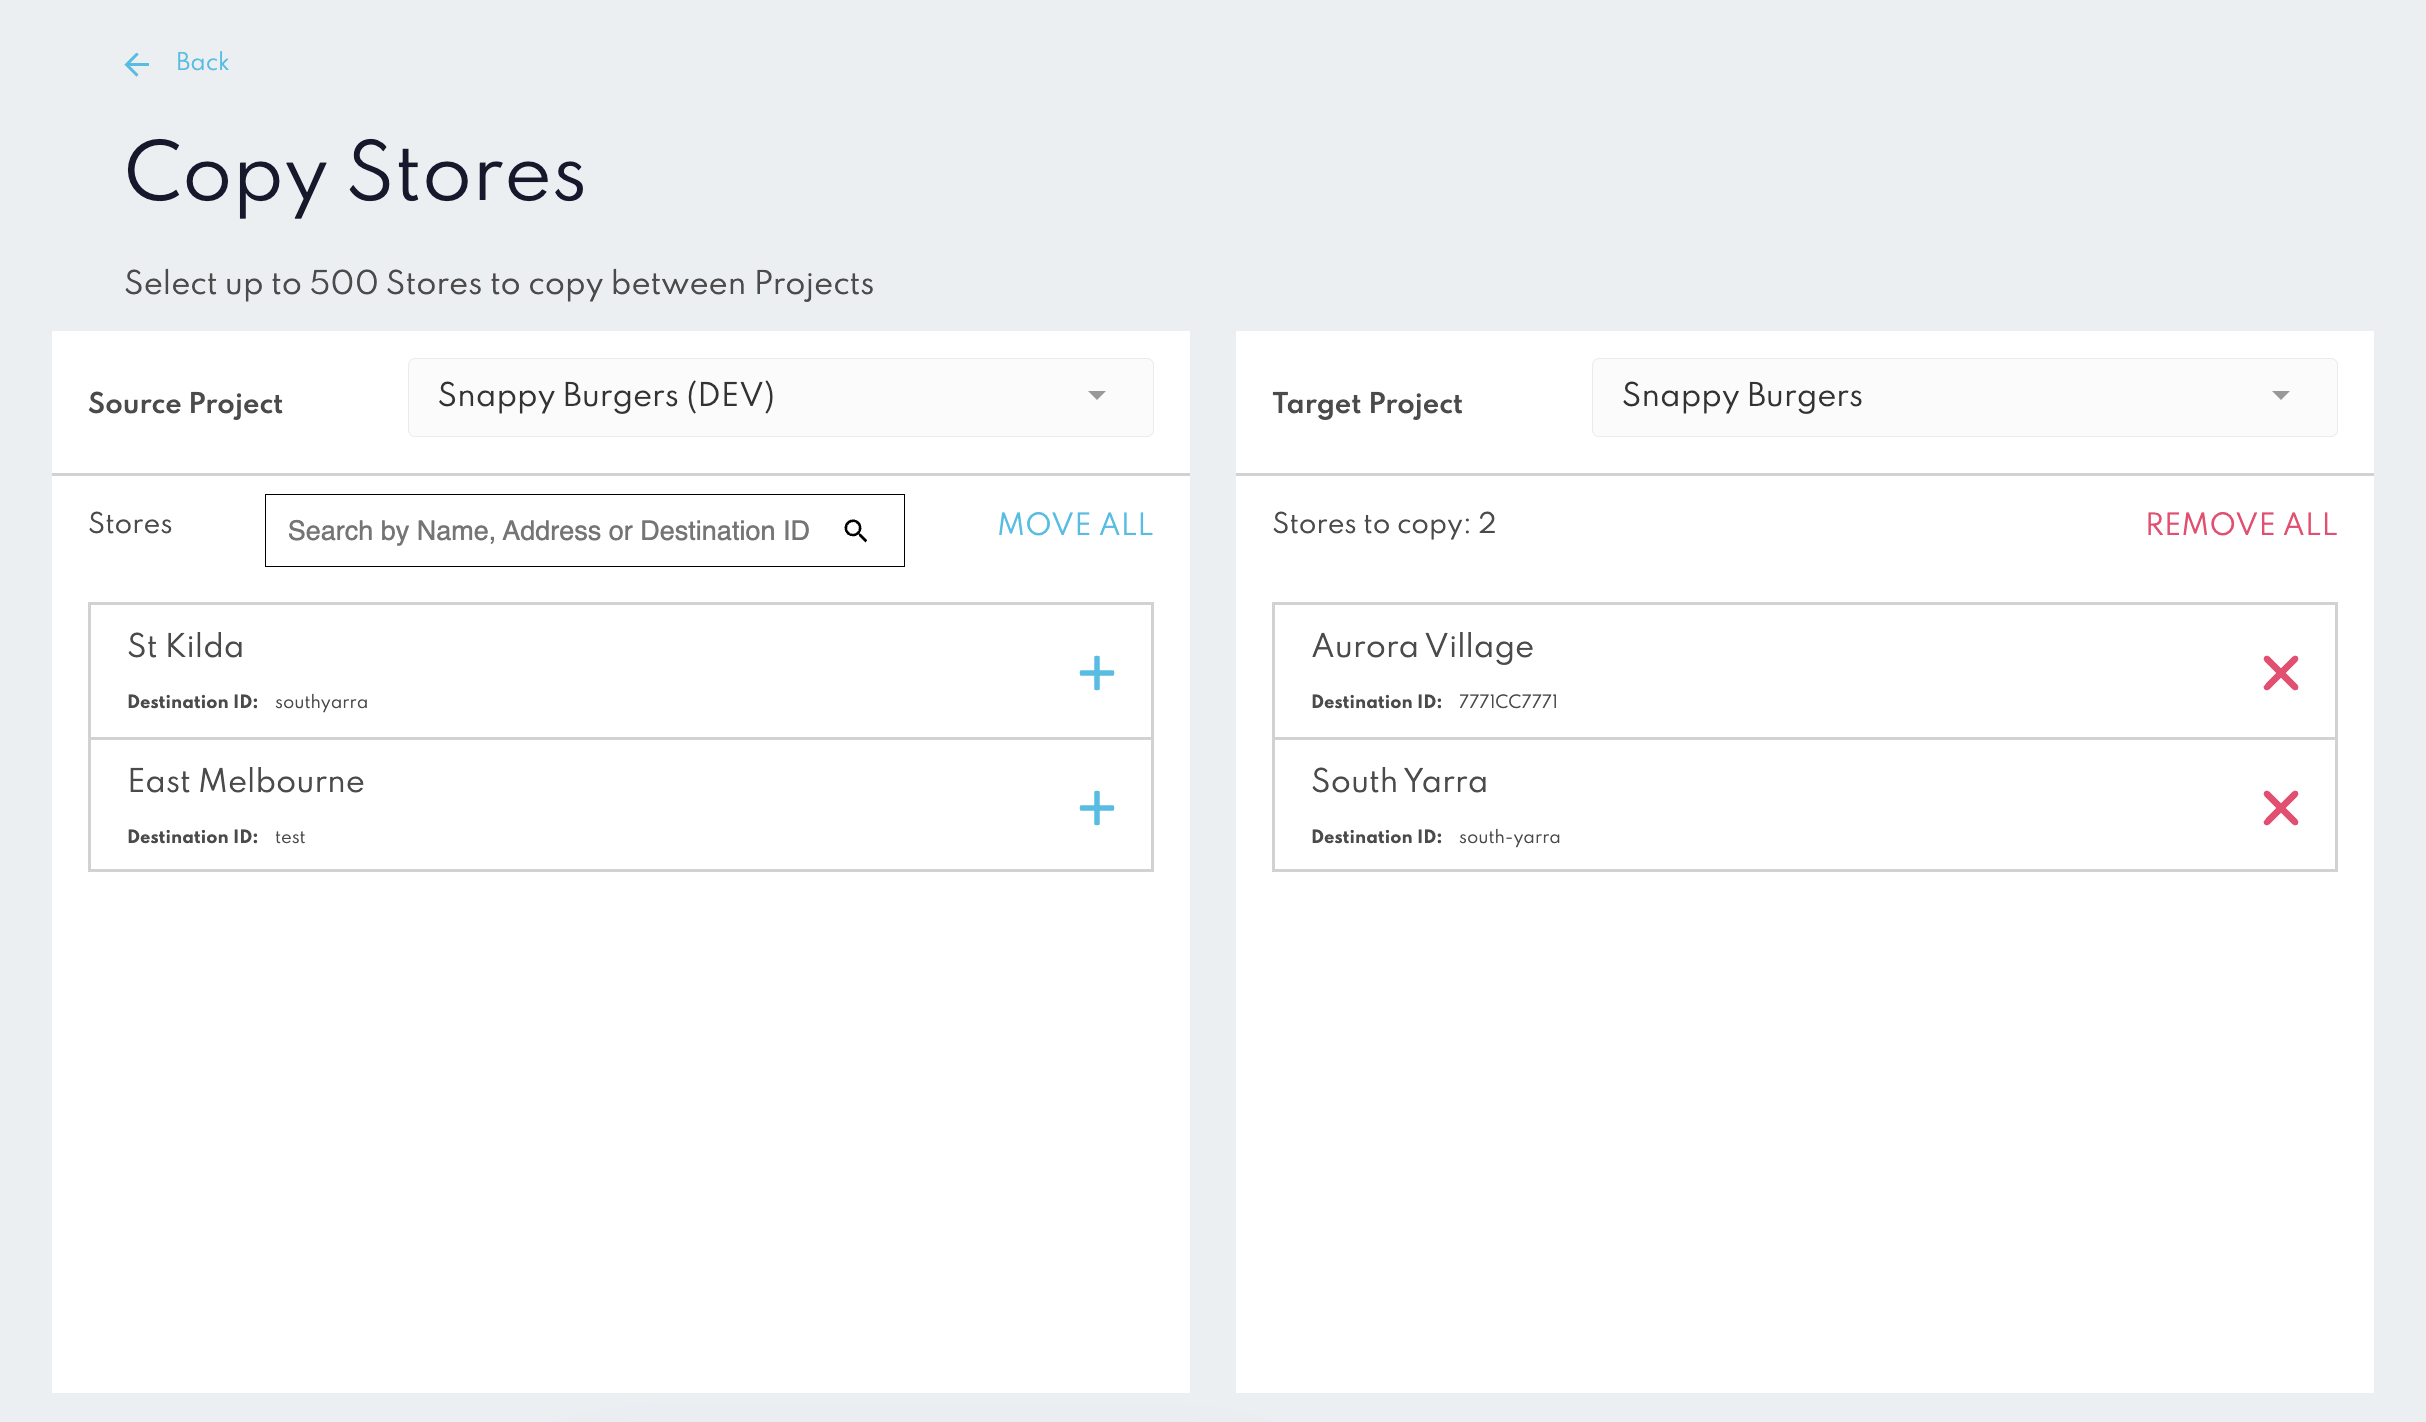 Back
Copy Stores
Select up to 500 Stores to copy between Projects
Source Project
Snappy Burgers (DEV)
Stores
Search by Name, Address or Destination ID
MOVE ALL
St Kilda
Destination ID: southyarra
East Melbourne
Destination ID: test
Target Project
Snappy Burgers
Stores to copy: 2
REMOVE ALL
Aurora Village
Destination ID: 7771CC7771
South Yarra
Destination ID: south-yarra